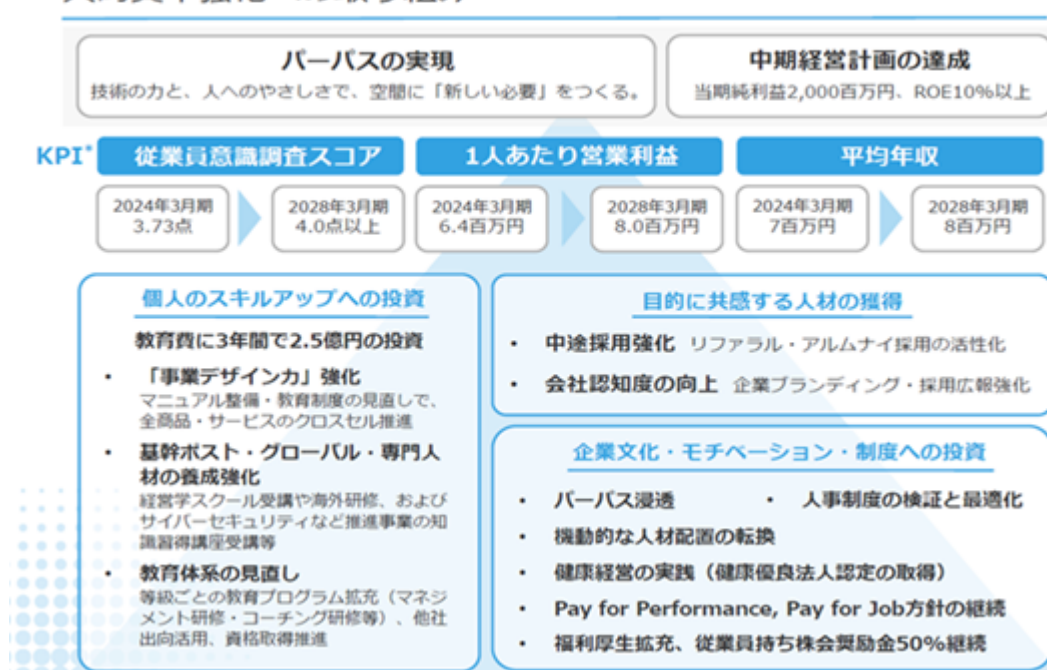 パーパスの実現
技術の力と、人へのやさしさで、空間に「新しい必要」をつくる。
中期経営計画の達成
当期純利益2,000百万円、ROE10%以上
KPI*
従業員意識調査スコア
1人あたり営業利益
平均年収
2024年3月期
3.73点
2028年3月期
4.0点以上
2024年3月期
6.4百万円
2028年3月期
8.0百万円
2024年3月期
7百万円
2028年3月期
8百万円
個人のスキルアップへの投資
教育費に3年間で2.5億円の投資
・ 「事業デザイン力」強化
マニュアル整備・教育制度の見直しで、
全商品・サービスのクロスセル推進
・ 基幹ポスト・グローバル・専門人
材の養成強化
経営学スクール受講や海外研修、および
サイバーセキュリティなど推進事業の知
識習得講座受講等
・ 教育体系の見直し
等級ごとの教育プログラム拡充（マネジ
メント研修・コーチング研修等）、他社
出向活用、資格取得推進
目的に共感する人材の獲得
・ 中途採用強化 リファラル・アルムナイ採用の活性化
・ 会社認知度の向上 企業ブランディング・採用広報強化
企業文化・モチベーション・制度への投資
・ パーパス浸透 ・ 人事制度の検証と最適化
・ 機動的な人材配置の転換
・ 健康経営の実践（健康優良法人認定の取得）
・ Pay for Performance, Pay for Job方針の継続
・ 福利厚生拡充、従業員持ち株会奨励金50%継続